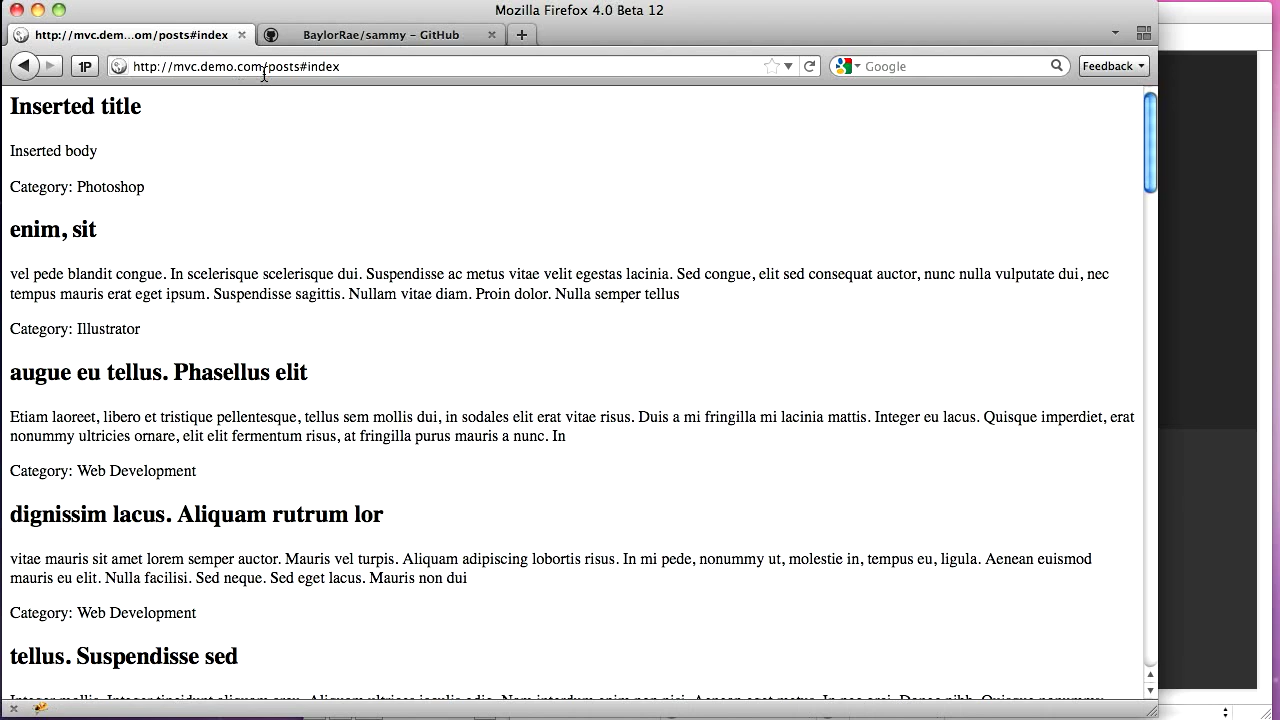 Mozilla Firefox 4.0 Beta 12
http://mvc.dem...om/posts#index
BaylorRae/sammy - GitHub
1P
http://mvc.demo.com/posts#index
Google
Feedback
Inserted title
Inserted body
Category: Photoshop
enim, sit
vel pede blandit congue. In scelerisque scelerisque dui. Suspendisse ac metus vitae velit egestas lacinia. Sed congue, elit sed consequat auctor, nunc nulla vulputate dui, nec
tempus mauris erat eget ipsum. Suspendisse sagittis. Nullam vitae diam. Proin dolor. Nulla semper tellus
Category: Illustrator
augue eu tellus. Phasellus elit
Etiam laoreet, libero et tristique pellentesque, tellus sem mollis dui, in sodales elit erat vitae risus. Duis a mi fringilla mi lacinia mattis. Integer eu lacus. Quisque imperdiet, erat
nonummy ultricies ornare, elit elit fermentum risus, at fringilla purus mauris a nunc. In
Category: Web Development
dignissim lacus. Aliquam rutrum lor
vitae mauris sit amet lorem semper auctor. Mauris vel turpis. Aliquam adipiscing lobortis risus. In mi pede, nonummy ut, molestie in, tempus eu, ligula. Aenean euismod
mauris eu elit. Nulla facilisi. Sed neque. Sed eget lacus. Mauris non dui
Category: Web Development
tellus. Suspendisse sed